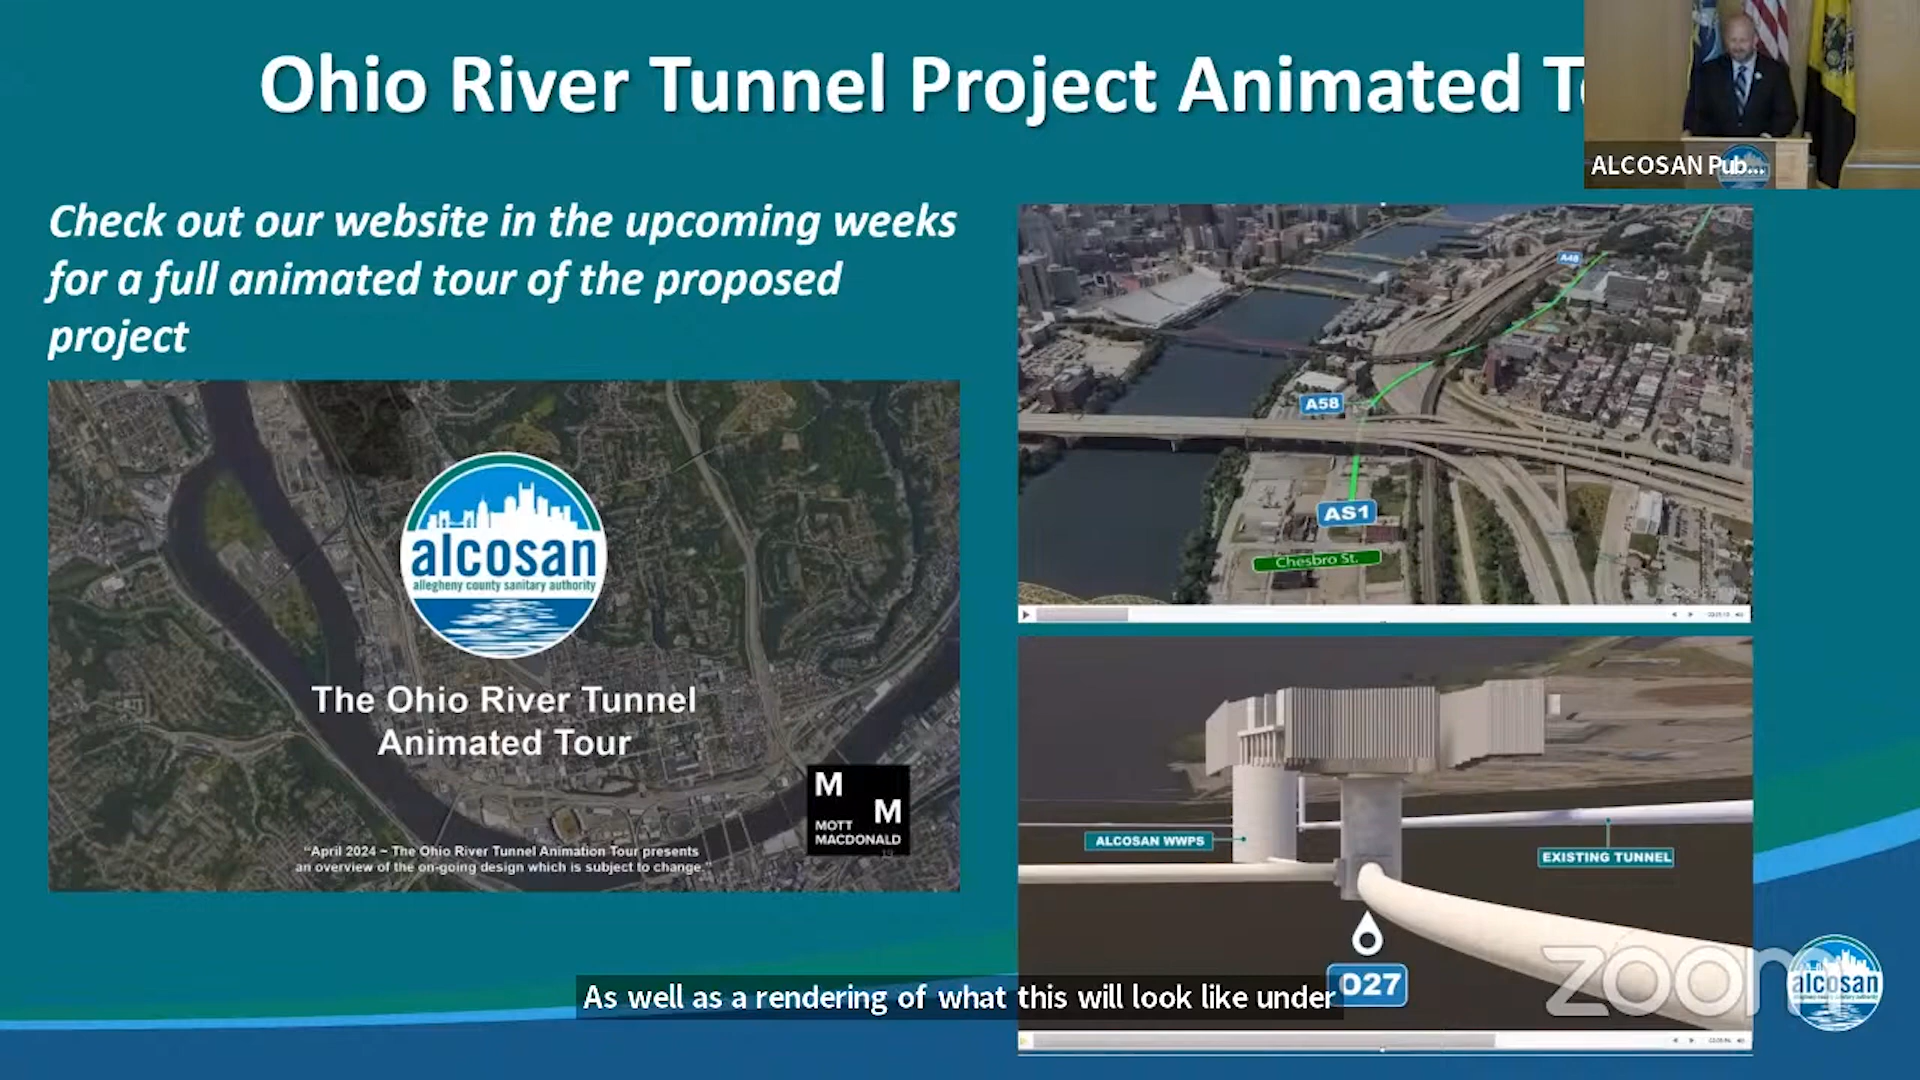 Ohio River Tunnel Project Animated T
ALCOSAN Pub...
Check out our website in the upcoming weeks
for a full animated tour of the proposed
project
A48
A58
AS1
Chesbro St.
alcosan
allegheny county sanitary authority
The Ohio River Tunnel
Animated Tour
M
M
MOTT
MACDONALD
19
"April 2024 ~ The Ohio River Tunnel Animation Tour presents
an overview of the on-going design which is subject to change."
ALCOSAN WWPS
EXISTING TUNNEL
O27
zoom
alcosan
As well as a rendering of what this will look like under